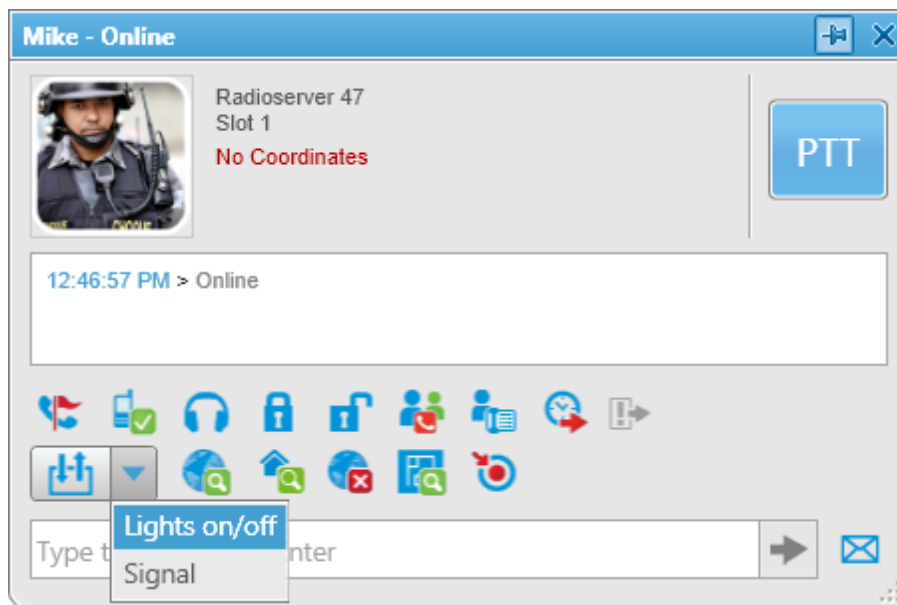 Mike - Online
Radioserver 47
Slot 1
No Coordinates
PTT
12:46:57 PM > Online
Lights on/off
Type t nter
Signal